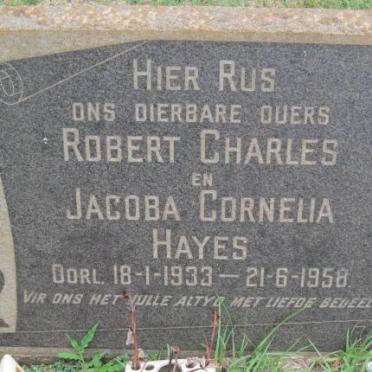 HIER RUS
ONS DIERBARE OUERS
ROBERT CHARLES
EN
JACOBA CORNELIA
HAYES
OORL. 18-1-1933 — 21-6-1958.
VIR ONS HET HULLE ALTYD MET LIEFDE BEDEEL